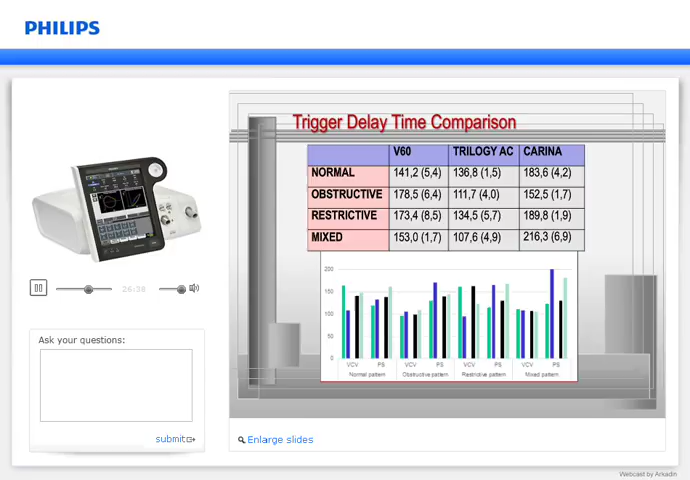 PHILIPS
Trigger Delay Time Comparison
V60 TRILOGY AC CARINA
NORMAL 141,2 (5,4) 136,8 (1,5) 183,6 (4,2)
OBSTRUCTIVE 178,5 (6,4) 111,7 (4,0) 152,5 (1,7)
RESTRICTIVE 173,4 (8,5) 134,5 (5,7) 189,8 (1,9)
MIXED 153,0 (1,7) 107,6 (4,9) 216,3 (6,9)
200
150
100
50
0
VCV PS VCV PS VCV PS VCV PS
Normal pattern Obstructive pattern Restrictive pattern Mixed pattern
26:38
Ask your questions:
submit
Enlarge slides
Webcast by Arkadin